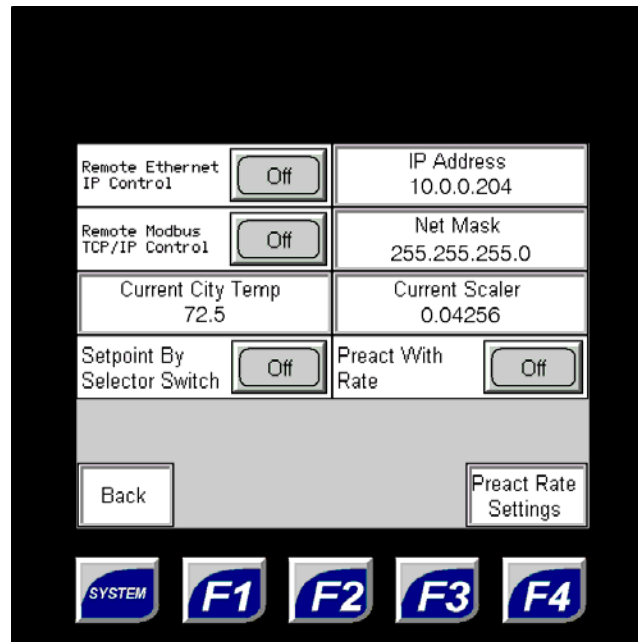 Remote Ethernet
IP Control
Off
IP Address
10.0.0.204
Remote Modbus
TCP/IP Control
Off
Net Mask
255.255.255.0
Current City Temp
72.5
Current Scaler
0.04256
Setpoint By
Selector Switch
Off
Preact With
Rate
Off
Back
Preact Rate
Settings
SYSTEM
F1
F2
F3
F4